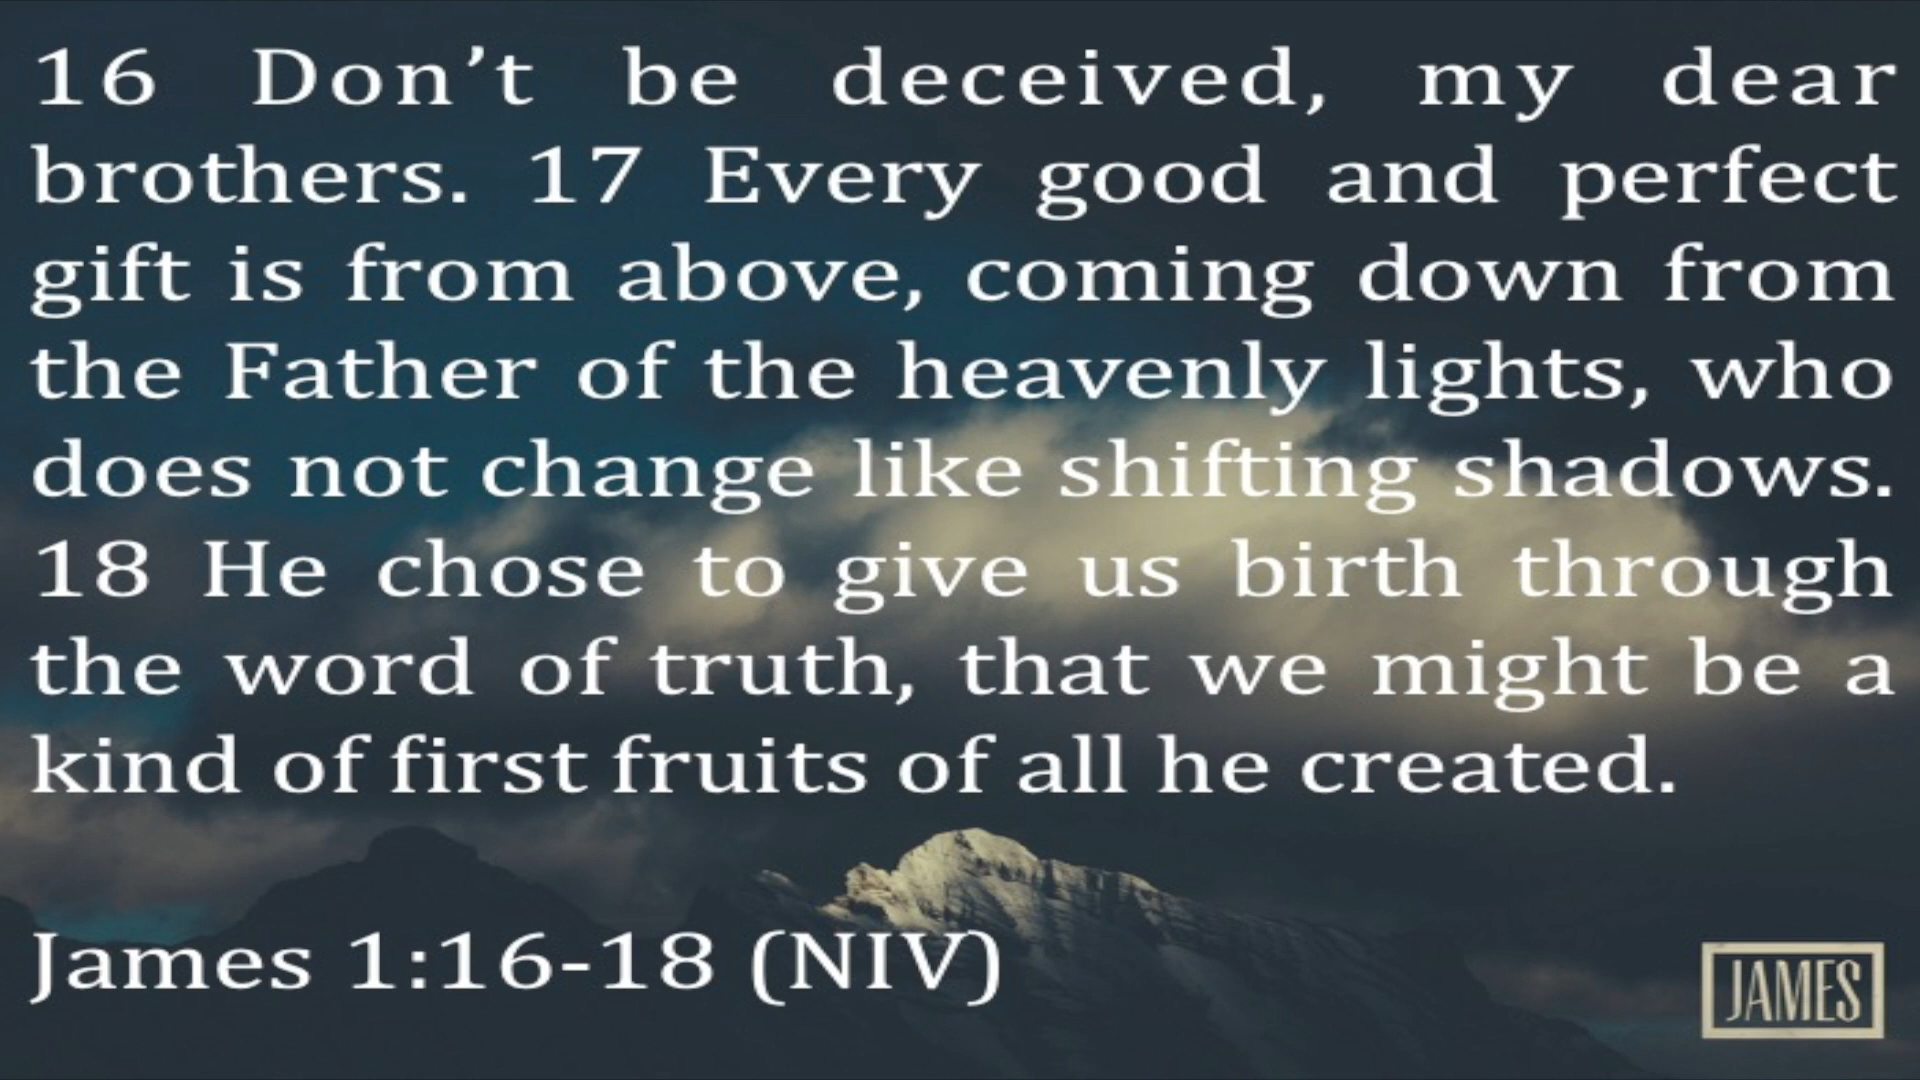 16 Don’t be deceived, my dear
brothers. 17 Every good and perfect
gift is from above, coming down from
the Father of the heavenly lights, who
does not change like shifting shadows.
18 He chose to give us birth through
the word of truth, that we might be a
kind of first fruits of all he created.
James 1:16-18 (NIV)
JAMES